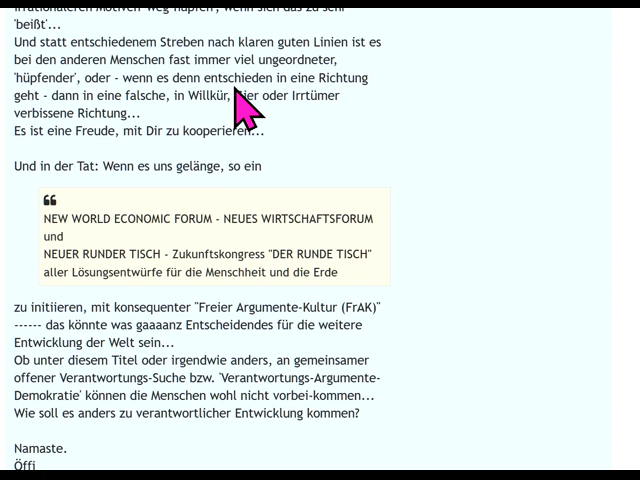 irrationaleren Motiven 'weg-hüpfen', wenn sich das zu sehr
'beißt'...
Und statt entschiedenem Streben nach klaren guten Linien ist es
bei den anderen Menschen fast immer viel ungeordneter,
'hüpfender', oder - wenn es denn entschieden in eine Richtung
geht - dann in eine falsche, in Willkür, oder Irrtümer
verbissene Richtung...
Es ist eine Freude, mit Dir zu kooperieren...
Und in der Tat: Wenn es uns gelänge, so ein
NEW WORLD ECONOMIC FORUM - NEUES WIRTSCHAFTSFORUM
und
NEUER RUNDER TISCH - Zukunftskongress "DER RUNDE TISCH"
aller Lösungsentwürfe für die Menschheit und die Erde
zu initiieren, mit konsequenter "Freier Argumente-Kultur (FrAK)"
------ das könnte was gaaaanz Entscheidendes für die weitere
Entwicklung der Welt sein...
Ob unter diesem Titel oder irgendwie anders, an gemeinsamer
offener Verantwortungs-Suche bzw. 'Verantwortungs-Argumente-
Demokratie' können die Menschen wohl nicht vorbei-kommen...
Wie soll es anders zu verantwortlicher Entwicklung kommen?
Namaste.
Öffi